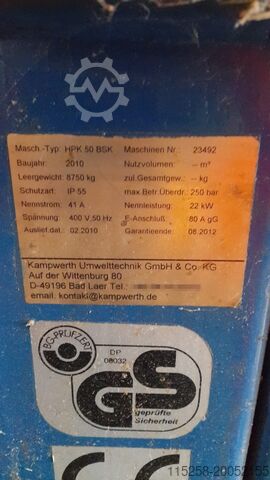 Masch.-Typ: HPK 50 BSK Maschinen Nr.: 23492
Baujahr: 2010 Nutzvolumen: -- m³
Leergewicht: 8750 kg zul.Gesamtgew.: -- kg
Schutzart: IP 55 max.Betr.Überdr.: 250 bar
Nennstrom: 41 A Nennleistung: 22 kW
Spannung: 400 V,50 Hz E-Anschluß: 80 A gG
Auslief.dat.: 02.2010 Garantieende: 08.2012
Kampwerth Umwelttechnik GmbH & Co. KG
Auf der Wittenburg 80
D-49196 Bad Laer Tel.:
email. kontakt@kampwerth.de
BG-PRÜFZERT
DP
08032
GS
geprüfte
Sicherheit
CE
115258-20052155